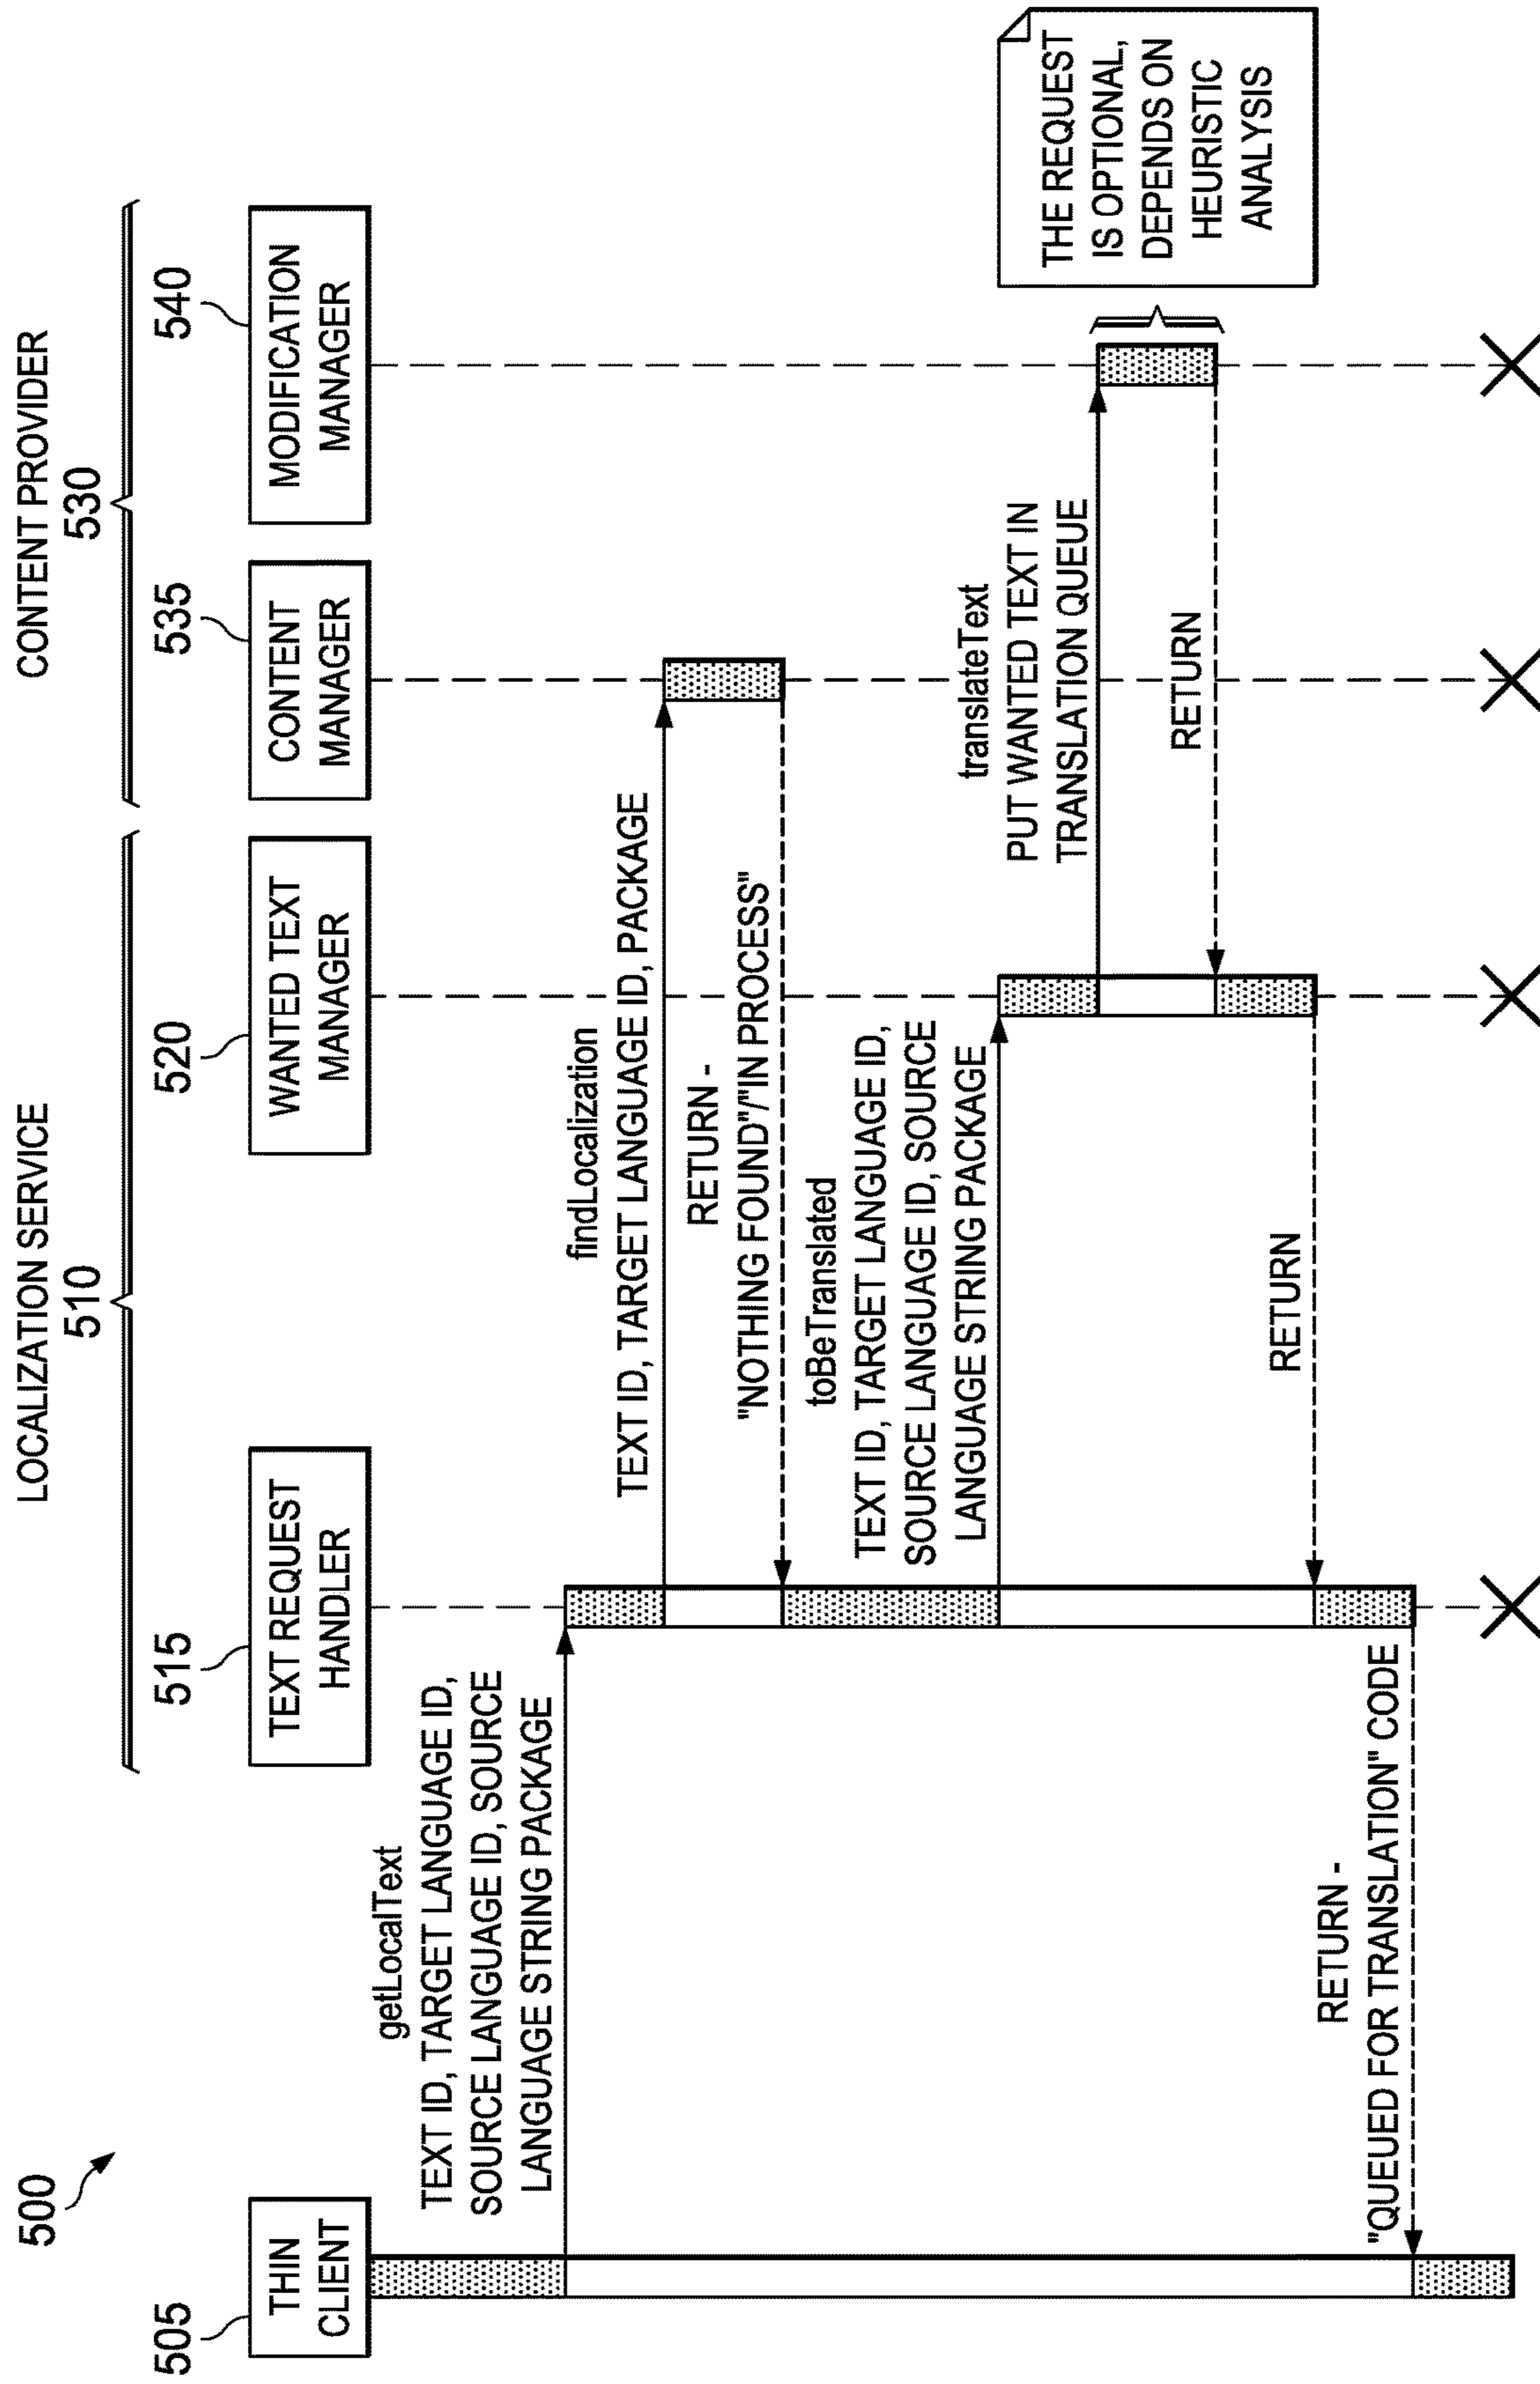 500
LOCALIZATION SERVICE
510
CONTENT PROVIDER
530
505
515
520
535
540
THIN
CLIENT
TEXT REQUEST
HANDLER
WANTED TEXT
MANAGER
CONTENT
MANAGER
MODIFICATION
MANAGER
getLocalText
TEXT ID, TARGET LANGUAGE ID,
SOURCE LANGUAGE ID, SOURCE
LANGUAGE STRING PACKAGE
findLocalization
TEXT ID, TARGET LANGUAGE ID, PACKAGE
RETURN -
"NOTHING FOUND"/"IN PROCESS"
toBeTranslated
TEXT ID, TARGET LANGUAGE ID,
SOURCE LANGUAGE ID, SOURCE
LANGUAGE STRING PACKAGE
translateText
PUT WANTED TEXT IN
TRANSLATION QUEUE
THE REQUEST
IS OPTIONAL,
DEPENDS ON
HEURISTIC
ANALYSIS
RETURN
RETURN
RETURN -
"QUEUED FOR TRANSLATION" CODE